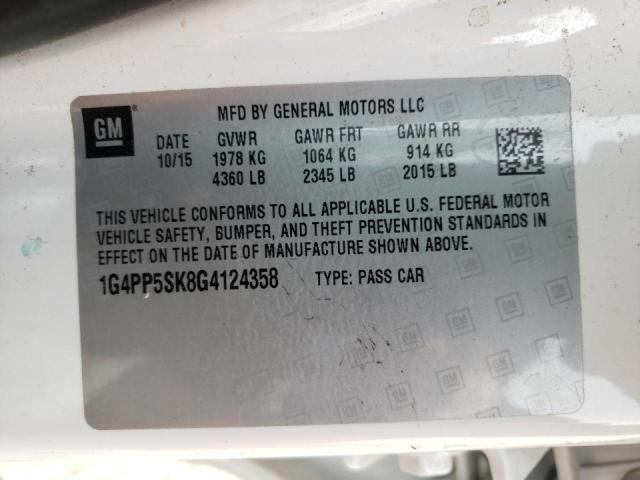 GM ®
MFD BY GENERAL MOTORS LLC
DATE GVWR GAWR FRT GAWR RR
10/15 1978 KG 1064 KG 914 KG
4360 LB 2345 LB 2015 LB
THIS VEHICLE CONFORMS TO ALL APPLICABLE U.S. FEDERAL MOTOR
VEHICLE SAFETY, BUMPER, AND THEFT PREVENTION STANDARDS IN
EFFECT ON THE DATE OF MANUFACTURE SHOWN ABOVE.
1G4PP5SK8G4124358 TYPE: PASS CAR